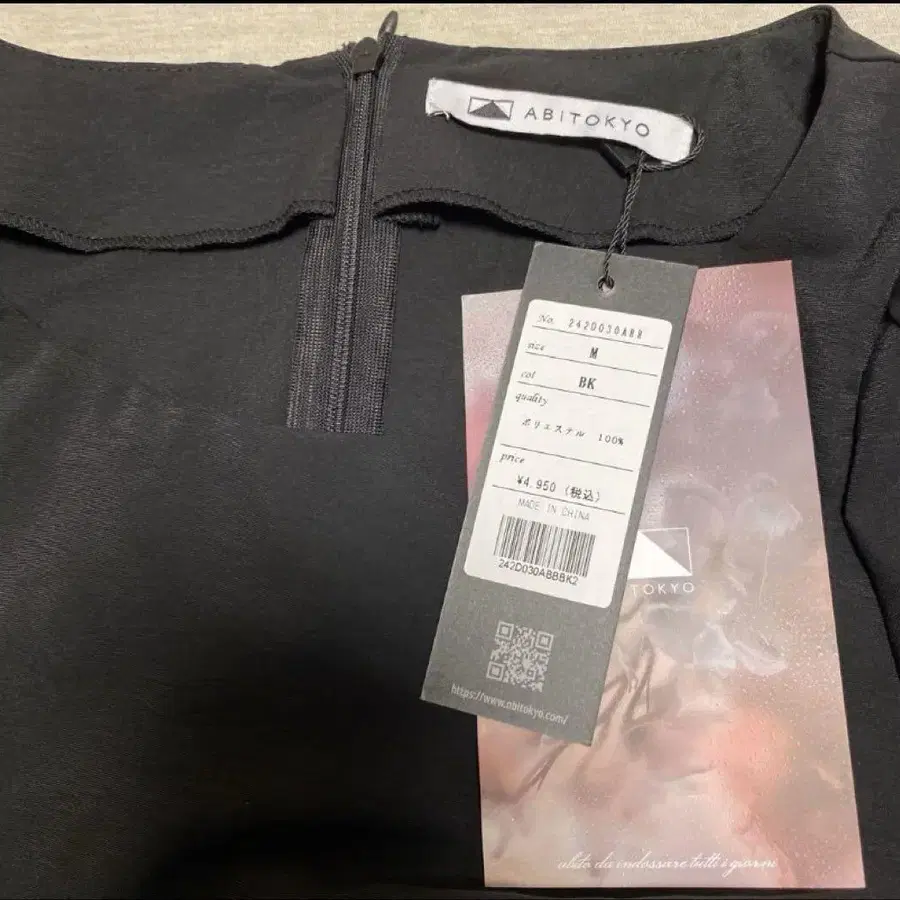 ABITOKYO
No. 242D030ABB
size M
col BK
quality
ポリエステル 100%
price
¥4,950 (税込)
MADE IN CHINA
242D030ABBBK2
https://www.abitokyo.com/
TOKYO
abito da indossare tutti i giorni